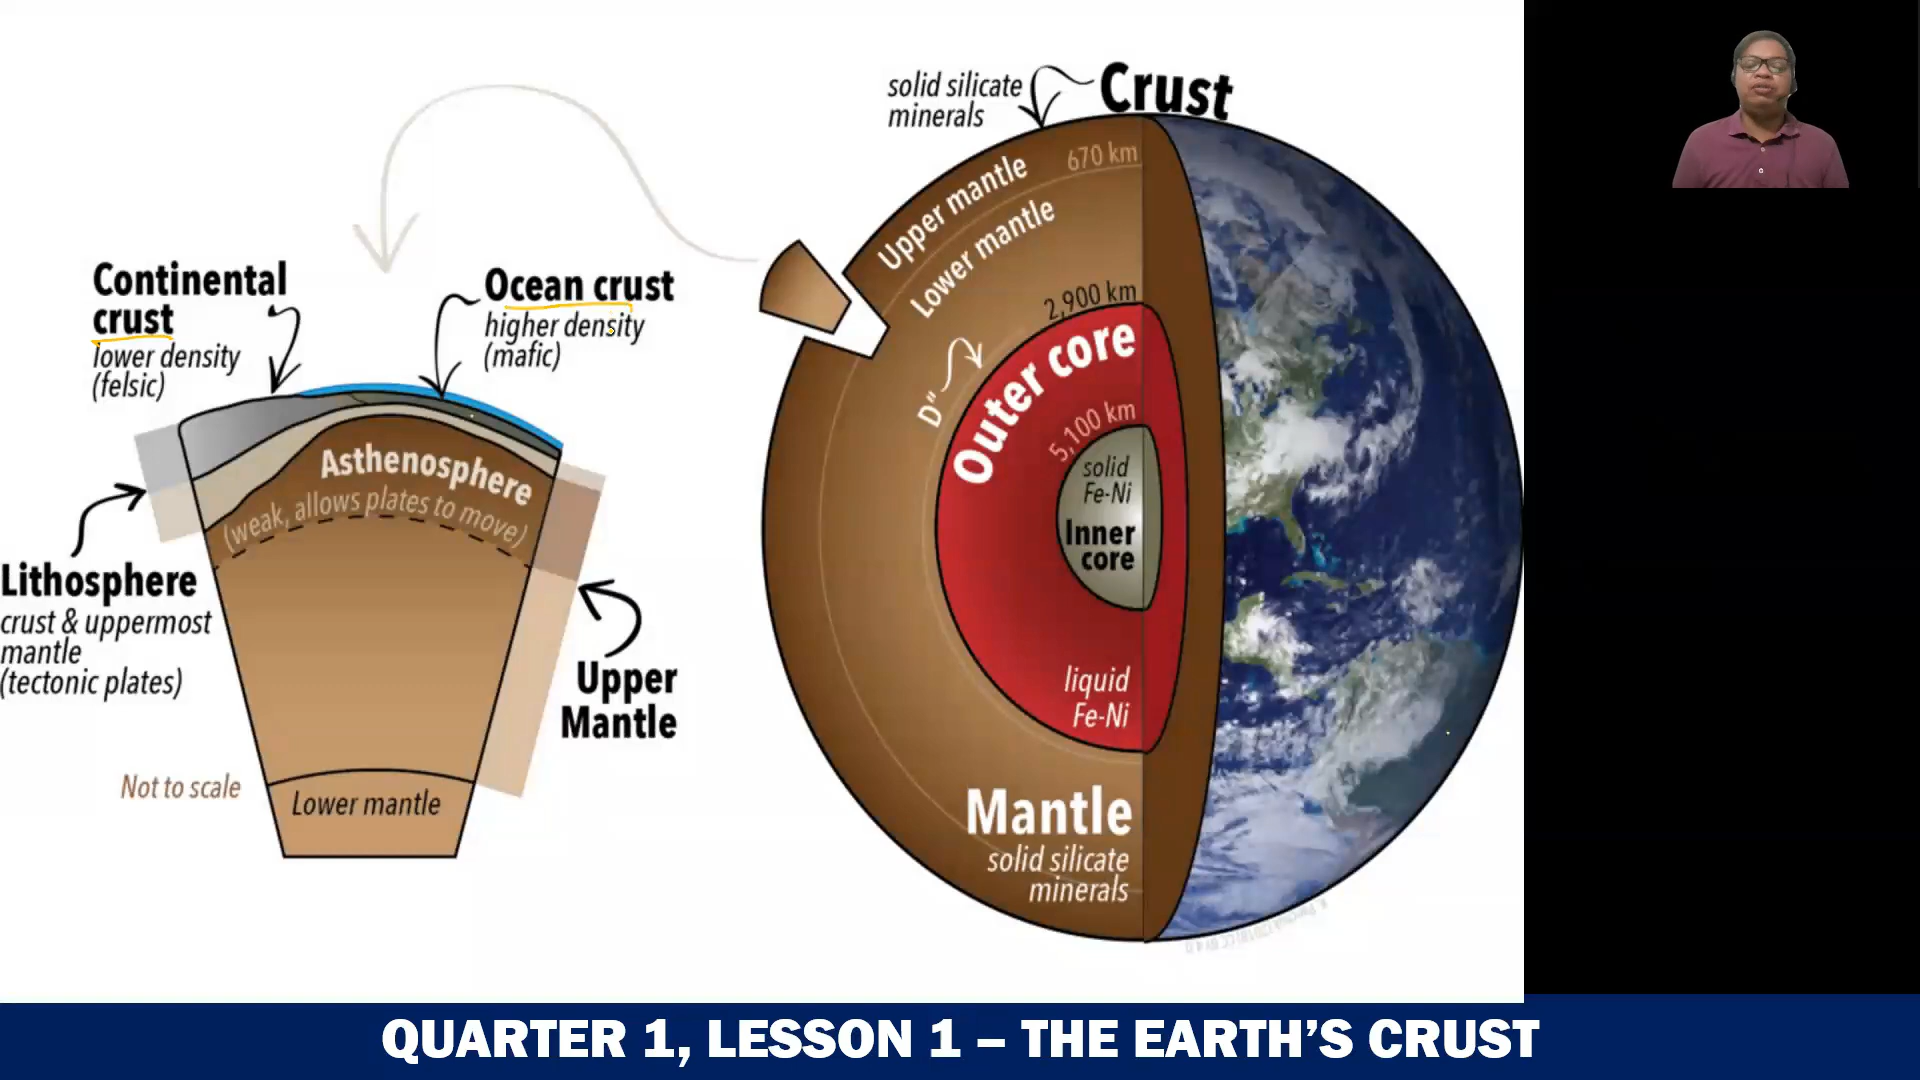 solid silicate
minerals
Crust
Upper mantle
670 km
Lower mantle
2,900 km
D"
Outer core
5,100 km
solid
Fe-Ni
Inner
core
liquid
Fe-Ni
Mantle
solid silicate
minerals
Continental
crust
lower density
(felsic)
Ocean crust
higher density
(mafic)
Asthenosphere
(weak, allows plates to move)
Lithosphere
crust & uppermost
mantle
(tectonic plates)
Upper
Mantle
Not to scale
Lower mantle
QUARTER 1, LESSON 1 – THE EARTH'S CRUST